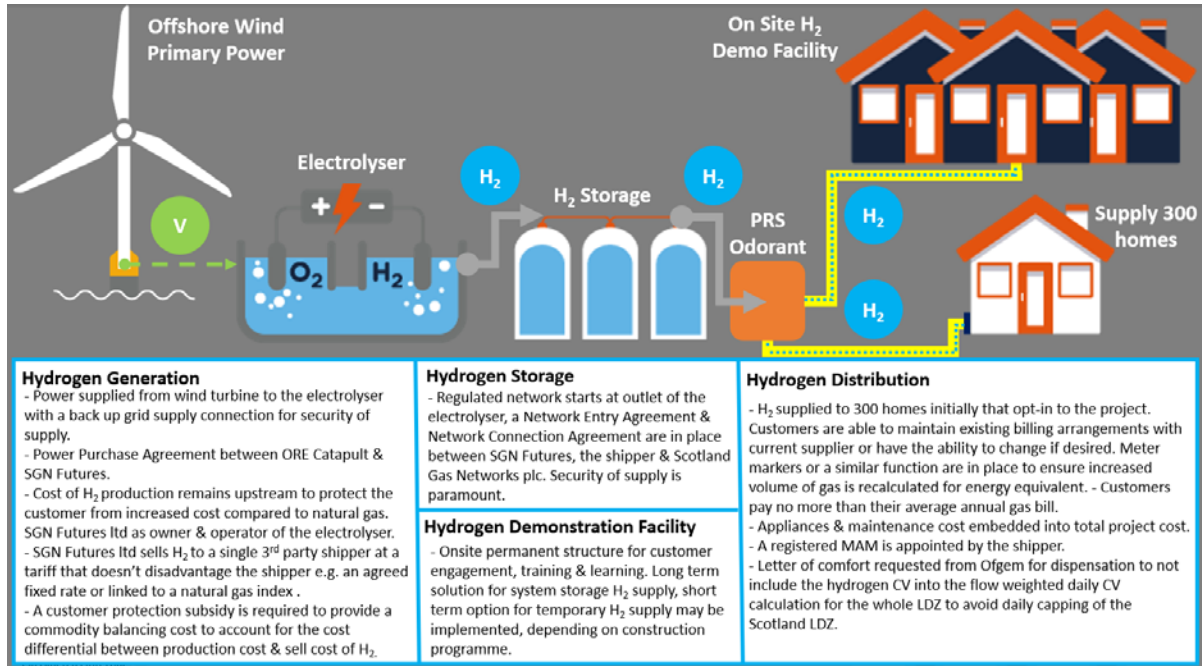 Offshore Wind
Primary Power
On Site H₂
Demo Facility
Electrolyser
H₂
H₂
H₂ Storage
V
+
−
O₂
H₂
PRS
Odorant
H₂
H₂
Supply 300
homes
Hydrogen Generation
- Power supplied from wind turbine to the electrolyser
with a back up grid supply connection for security of
supply.
- Power Purchase Agreement between ORE Catapult &
SGN Futures.
- Cost of H₂ production remains upstream to protect the
customer from increased cost compared to natural gas.
SGN Futures ltd as owner & operator of the electrolyser.
- SGN Futures ltd sells H₂ to a single 3rd party shipper at a
tariff that doesn't disadvantage the shipper e.g. an agreed
fixed rate or linked to a natural gas index .
- A customer protection subsidy is required to provide a
commodity balancing cost to account for the cost
differential between production cost & sell cost of H₂.
Hydrogen Storage
- Regulated network starts at outlet of the
electrolyser, a Network Entry Agreement &
Network Connection Agreement are in place
between SGN Futures, the shipper & Scotland
Gas Networks plc. Security of supply is
paramount.
Hydrogen Demonstration Facility
- Onsite permanent structure for customer
engagement, training & learning. Long term
solution for system storage H₂ supply, short
term option for temporary H₂ supply may be
implemented, depending on construction
programme.
Hydrogen Distribution
- H₂ supplied to 300 homes initially that opt-in to the project.
Customers are able to maintain existing billing arrangements with
current supplier or have the ability to change if desired. Meter
markers or a similar function are in place to ensure increased
volume of gas is recalculated for energy equivalent. - Customers
pay no more than their average annual gas bill.
- Appliances & maintenance cost embedded into total project cost.
- A registered MAM is appointed by the shipper.
- Letter of comfort requested from Ofgem for dispensation to not
include the hydrogen CV into the flow weighted daily CV
calculation for the whole LDZ to avoid daily capping of the
Scotland LDZ.